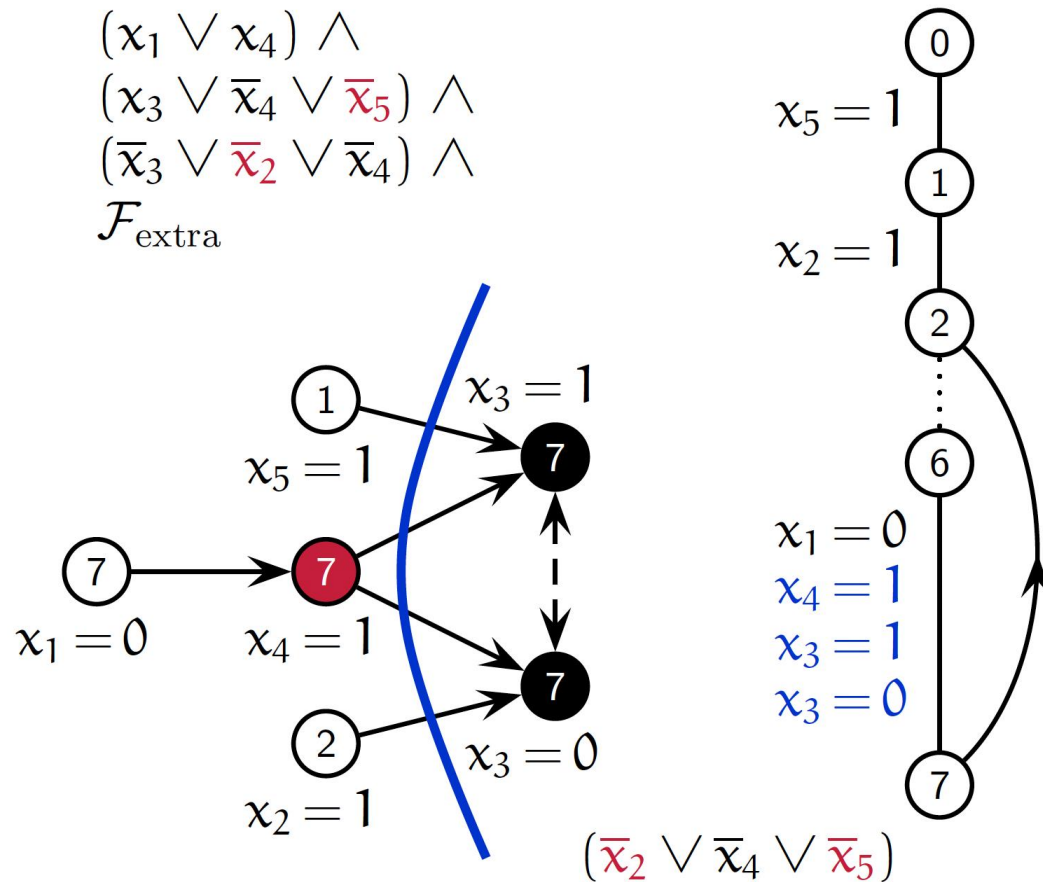 (x₁ ∨ x₄) ∧
(x₃ ∨ x̅₄ ∨ x̅₅) ∧
(x̅₃ ∨ x̅₂ ∨ x̅₄) ∧
ℱextra
1
x₅ = 1
7
x₁ = 0
7
x₄ = 1
2
x₂ = 1
x₃ = 1
7
7
x₃ = 0
(x̅₂ ∨ x̅₄ ∨ x̅₅)
0
x₅ = 1
1
x₂ = 1
2
6
x₁ = 0
x₄ = 1
x₃ = 1
x₃ = 0
7